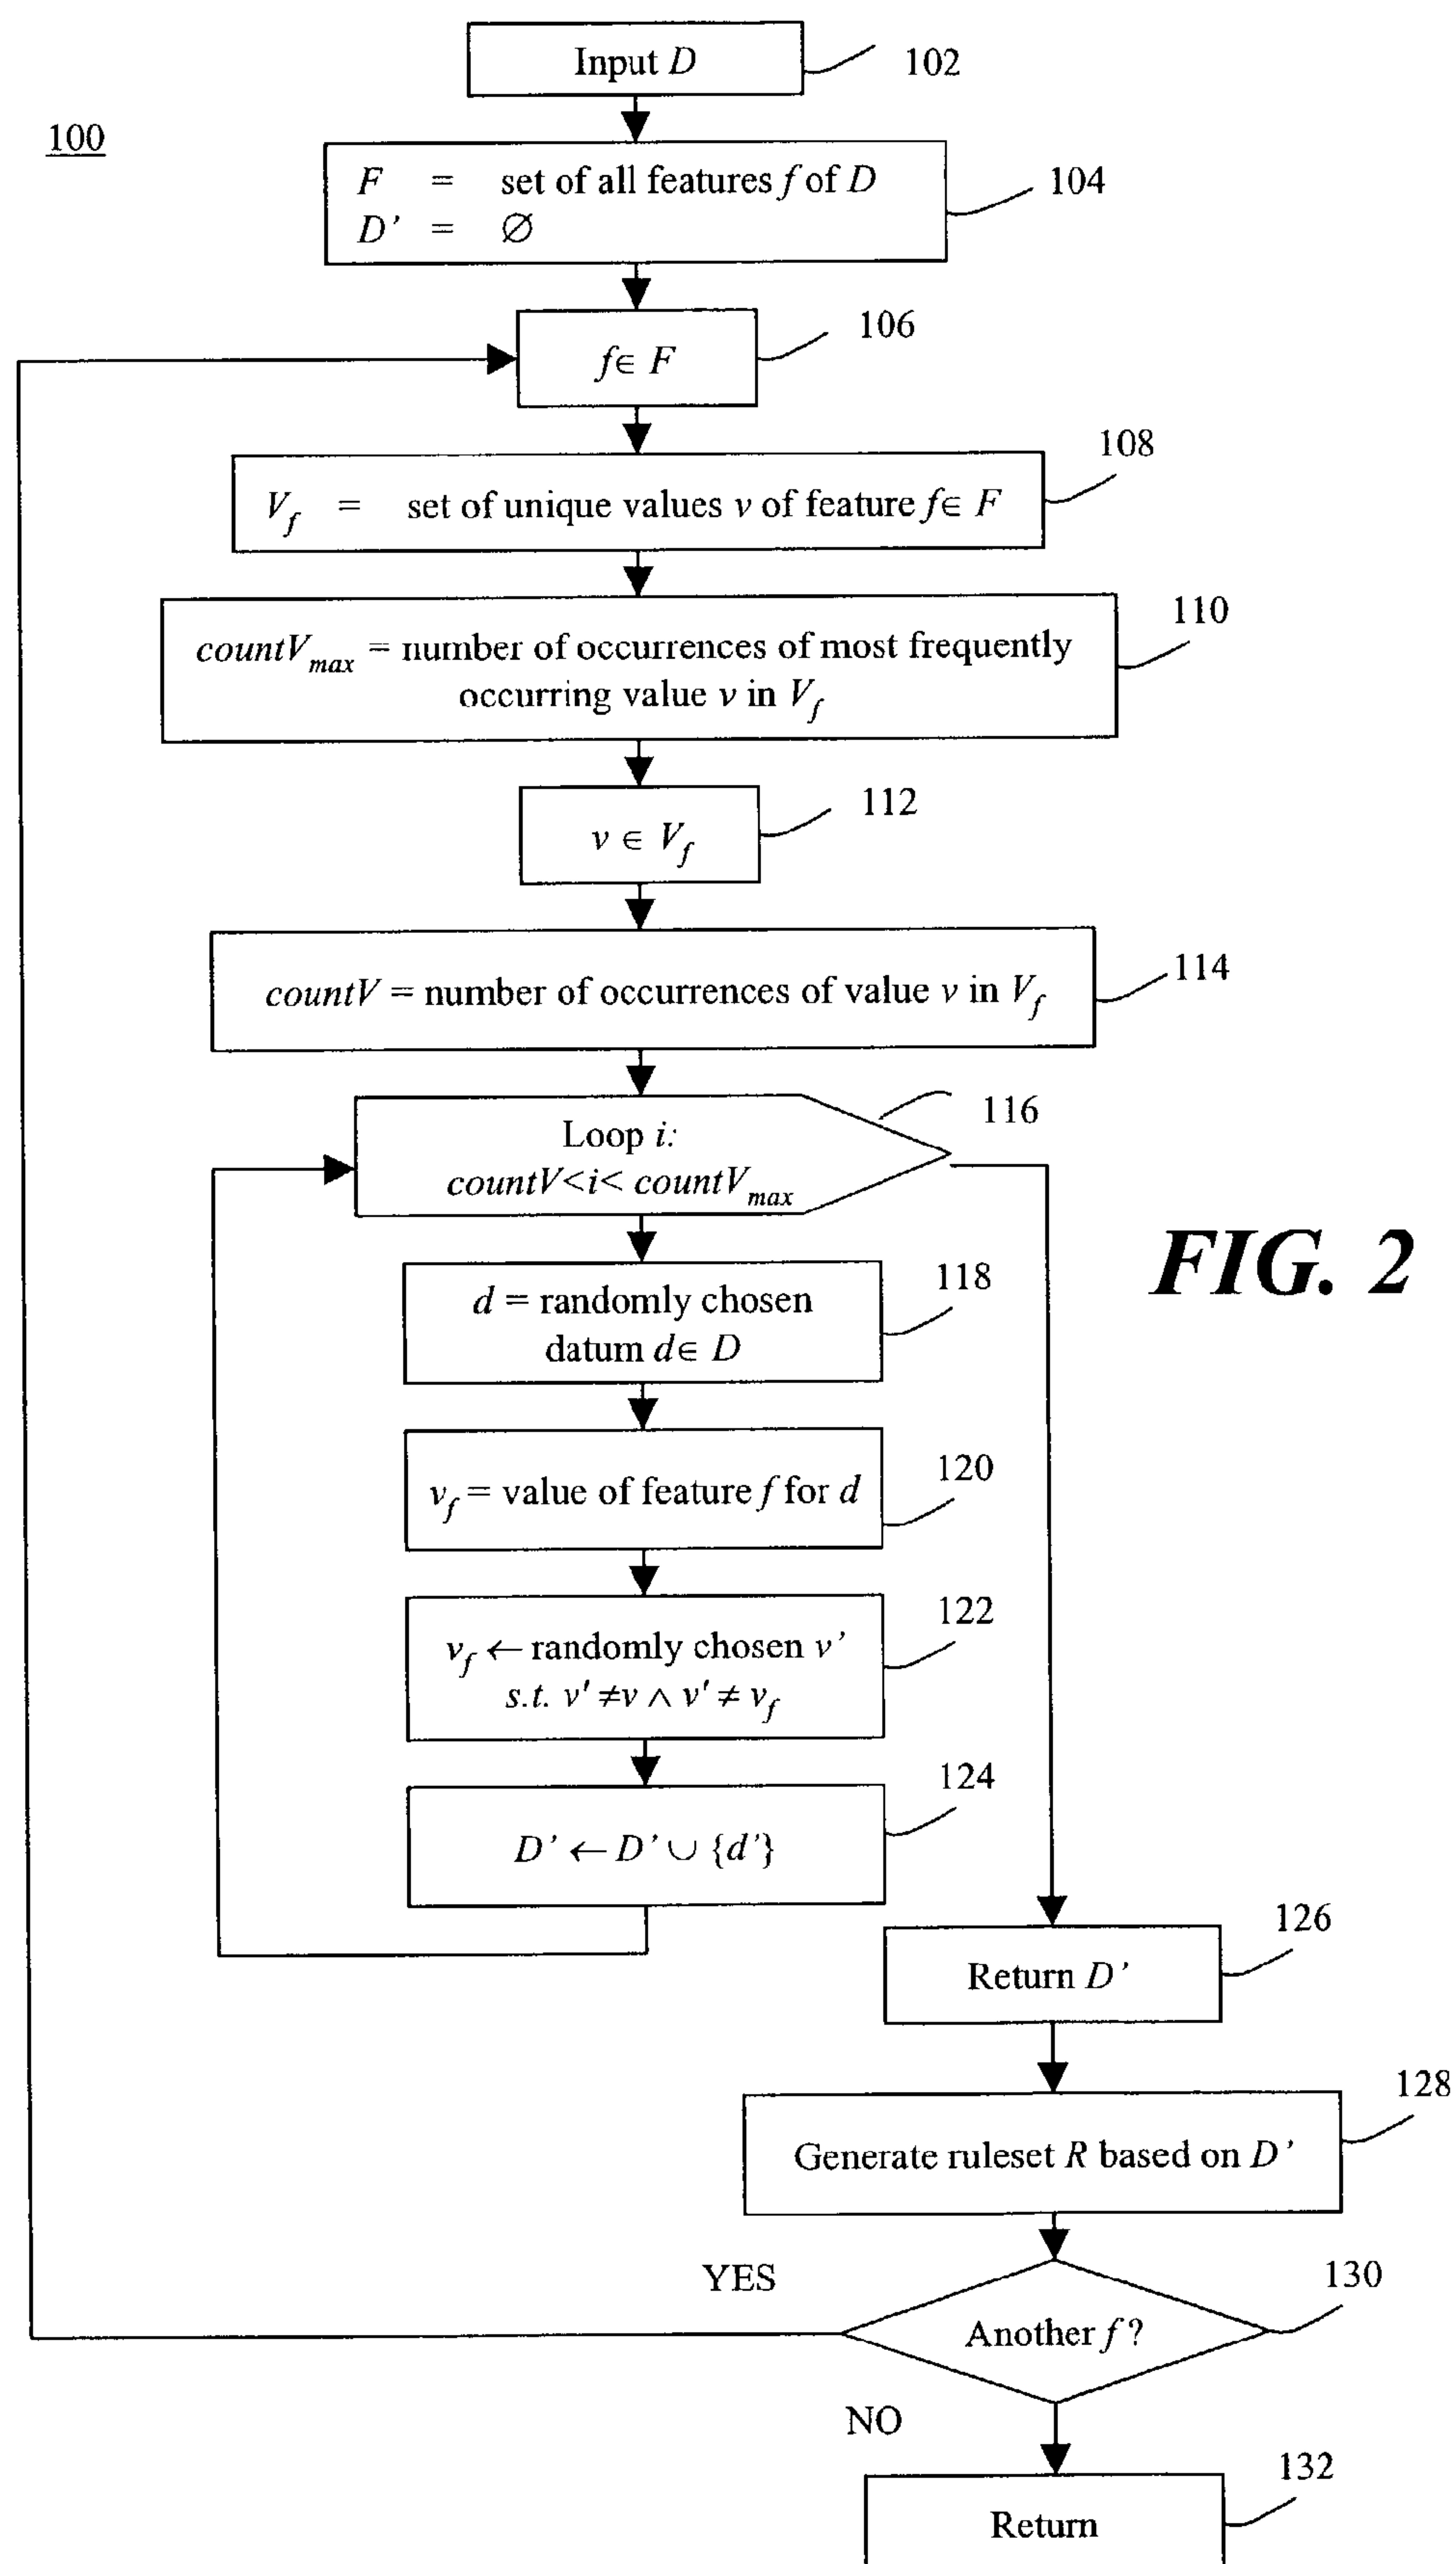 Input D
102
100
F = set of all features f of D
D' = ∅
104
f∈ F
106
108
V_f = set of unique values v of feature f∈ F
110
countV_max = number of occurrences of most frequently
occurring value v in V_f
112
v ∈ V_f
114
countV = number of occurrences of value v in V_f
116
Loop i:
countV<i< countV_max
FIG. 2
118
d = randomly chosen
datum d∈ D
120
v_f = value of feature f for d
122
v_f ← randomly chosen v'
s.t. v' ≠v ∧ v' ≠ v_f
124
D' ← D' ∪ {d'}
126
Return D'
128
Generate ruleset R based on D'
YES
130
Another f?
NO
132
Return